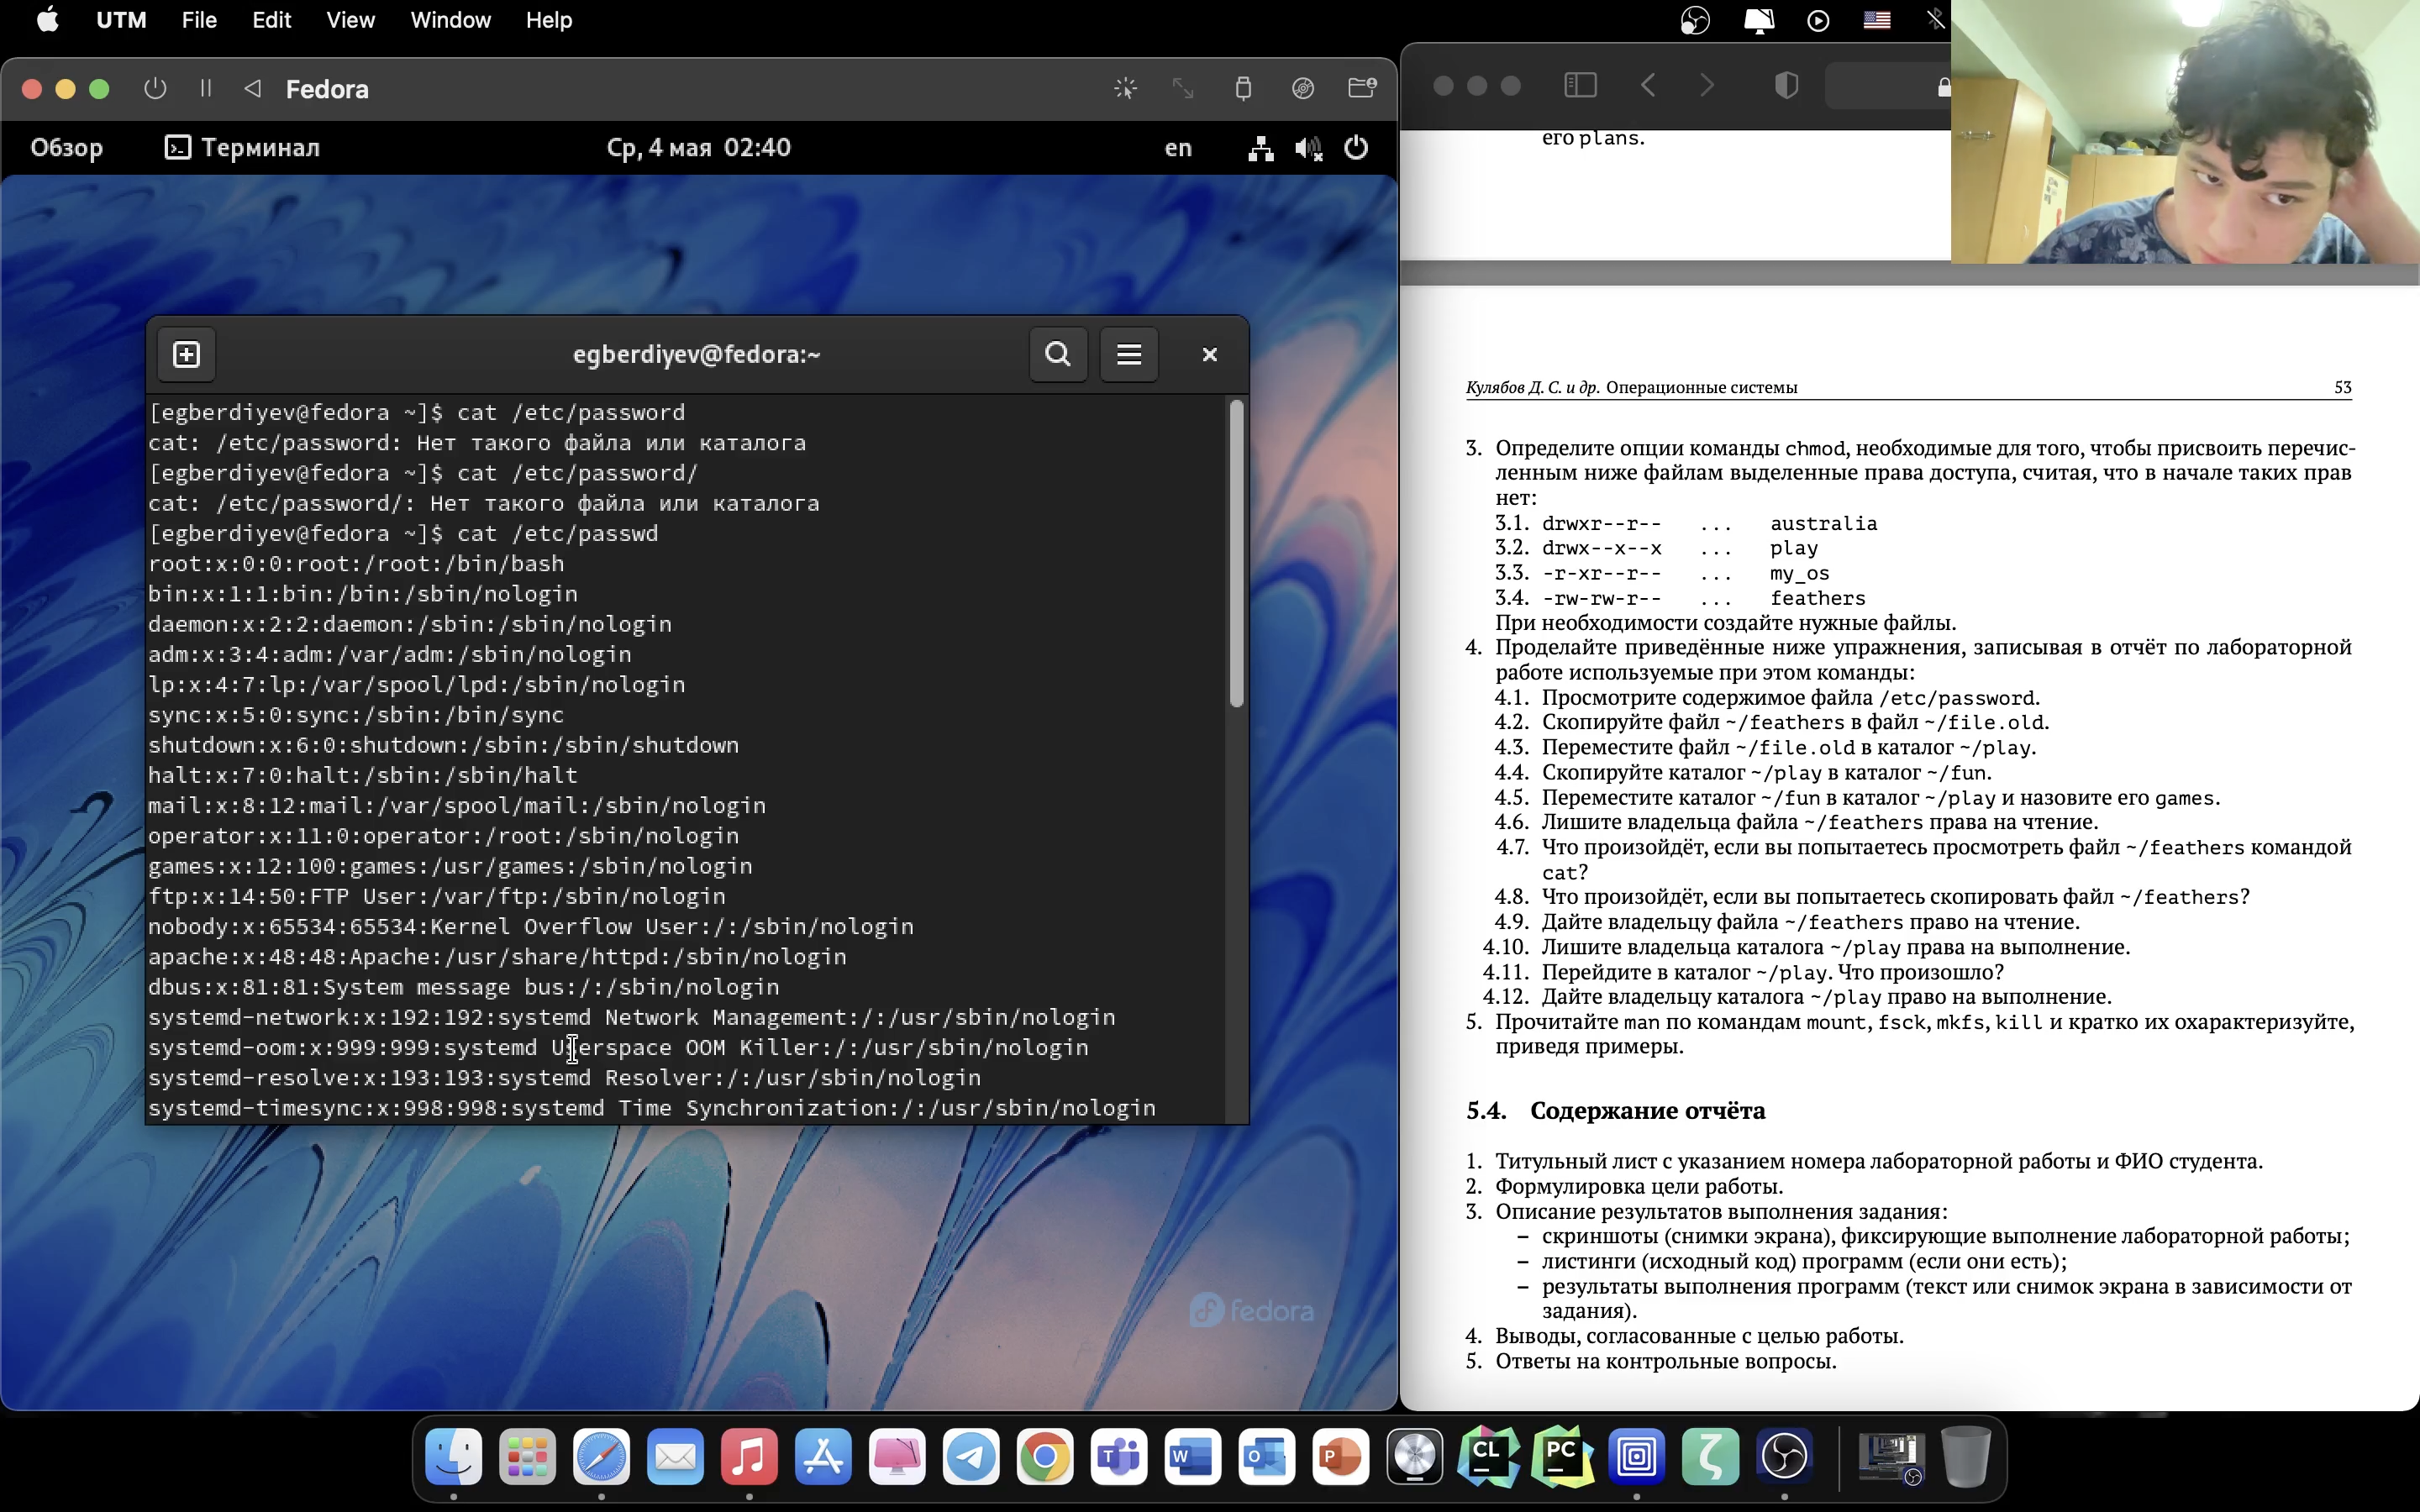 UTM File Edit View Window Help
Fedora
Обзор Терминал Ср, 4 мая 02:40 en
egberdiyev@fedora:~
[egberdiyev@fedora ~]$ cat /etc/password
cat: /etc/password: Нет такого файла или каталога
[egberdiyev@fedora ~]$ cat /etc/password/
cat: /etc/password/: Нет такого файла или каталога
[egberdiyev@fedora ~]$ cat /etc/passwd
root:x:0:0:root:/root:/bin/bash
bin:x:1:1:bin:/bin:/sbin/nologin
daemon:x:2:2:daemon:/sbin:/sbin/nologin
adm:x:3:4:adm:/var/adm:/sbin/nologin
lp:x:4:7:lp:/var/spool/lpd:/sbin/nologin
sync:x:5:0:sync:/sbin:/bin/sync
shutdown:x:6:0:shutdown:/sbin:/sbin/shutdown
halt:x:7:0:halt:/sbin:/sbin/halt
mail:x:8:12:mail:/var/spool/mail:/sbin/nologin
operator:x:11:0:operator:/root:/sbin/nologin
games:x:12:100:games:/usr/games:/sbin/nologin
ftp:x:14:50:FTP User:/var/ftp:/sbin/nologin
nobody:x:65534:65534:Kernel Overflow User:/:/sbin/nologin
apache:x:48:48:Apache:/usr/share/httpd:/sbin/nologin
dbus:x:81:81:System message bus:/:/sbin/nologin
systemd-network:x:192:192:systemd Network Management:/:/usr/sbin/nologin
systemd-oom:x:999:999:systemd Userspace OOM Killer:/:/usr/sbin/nologin
systemd-resolve:x:193:193:systemd Resolver:/:/usr/sbin/nologin
systemd-timesync:x:998:998:systemd Time Synchronization:/:/usr/sbin/nologin
fedora
его plans.
Кулябов Д. С. и др. Операционные системы 53
3. Определите опции команды chmod, необходимые для того, чтобы присвоить перечис-
ленным ниже файлам выделенные права доступа, считая, что в начале таких прав
нет:
3.1. drwxr--r-- ... australia
3.2. drwx--x--x ... play
3.3. -r-xr--r-- ... my_os
3.4. -rw-rw-r-- ... feathers
При необходимости создайте нужные файлы.
4. Проделайте приведённые ниже упражнения, записывая в отчёт по лабораторной
работе используемые при этом команды:
4.1. Просмотрите содержимое файла /etc/password.
4.2. Скопируйте файл ~/feathers в файл ~/file.old.
4.3. Переместите файл ~/file.old в каталог ~/play.
4.4. Скопируйте каталог ~/play в каталог ~/fun.
4.5. Переместите каталог ~/fun в каталог ~/play и назовите его games.
4.6. Лишите владельца файла ~/feathers права на чтение.
4.7. Что произойдёт, если вы попытаетесь просмотреть файл ~/feathers командой
cat?
4.8. Что произойдёт, если вы попытаетесь скопировать файл ~/feathers?
4.9. Дайте владельцу файла ~/feathers право на чтение.
4.10. Лишите владельца каталога ~/play права на выполнение.
4.11. Перейдите в каталог ~/play. Что произошло?
4.12. Дайте владельцу каталога ~/play право на выполнение.
5. Прочитайте man по командам mount, fsck, mkfs, kill и кратко их охарактеризуйте,
приведя примеры.
5.4. Содержание отчёта
1. Титульный лист с указанием номера лабораторной работы и ФИО студента.
2. Формулировка цели работы.
3. Описание результатов выполнения задания:
– скриншоты (снимки экрана), фиксирующие выполнение лабораторной работы;
– листинги (исходный код) программ (если они есть);
– результаты выполнения программ (текст или снимок экрана в зависимости от
задания).
4. Выводы, согласованные с целью работы.
5. Ответы на контрольные вопросы.
T W O P CL PC